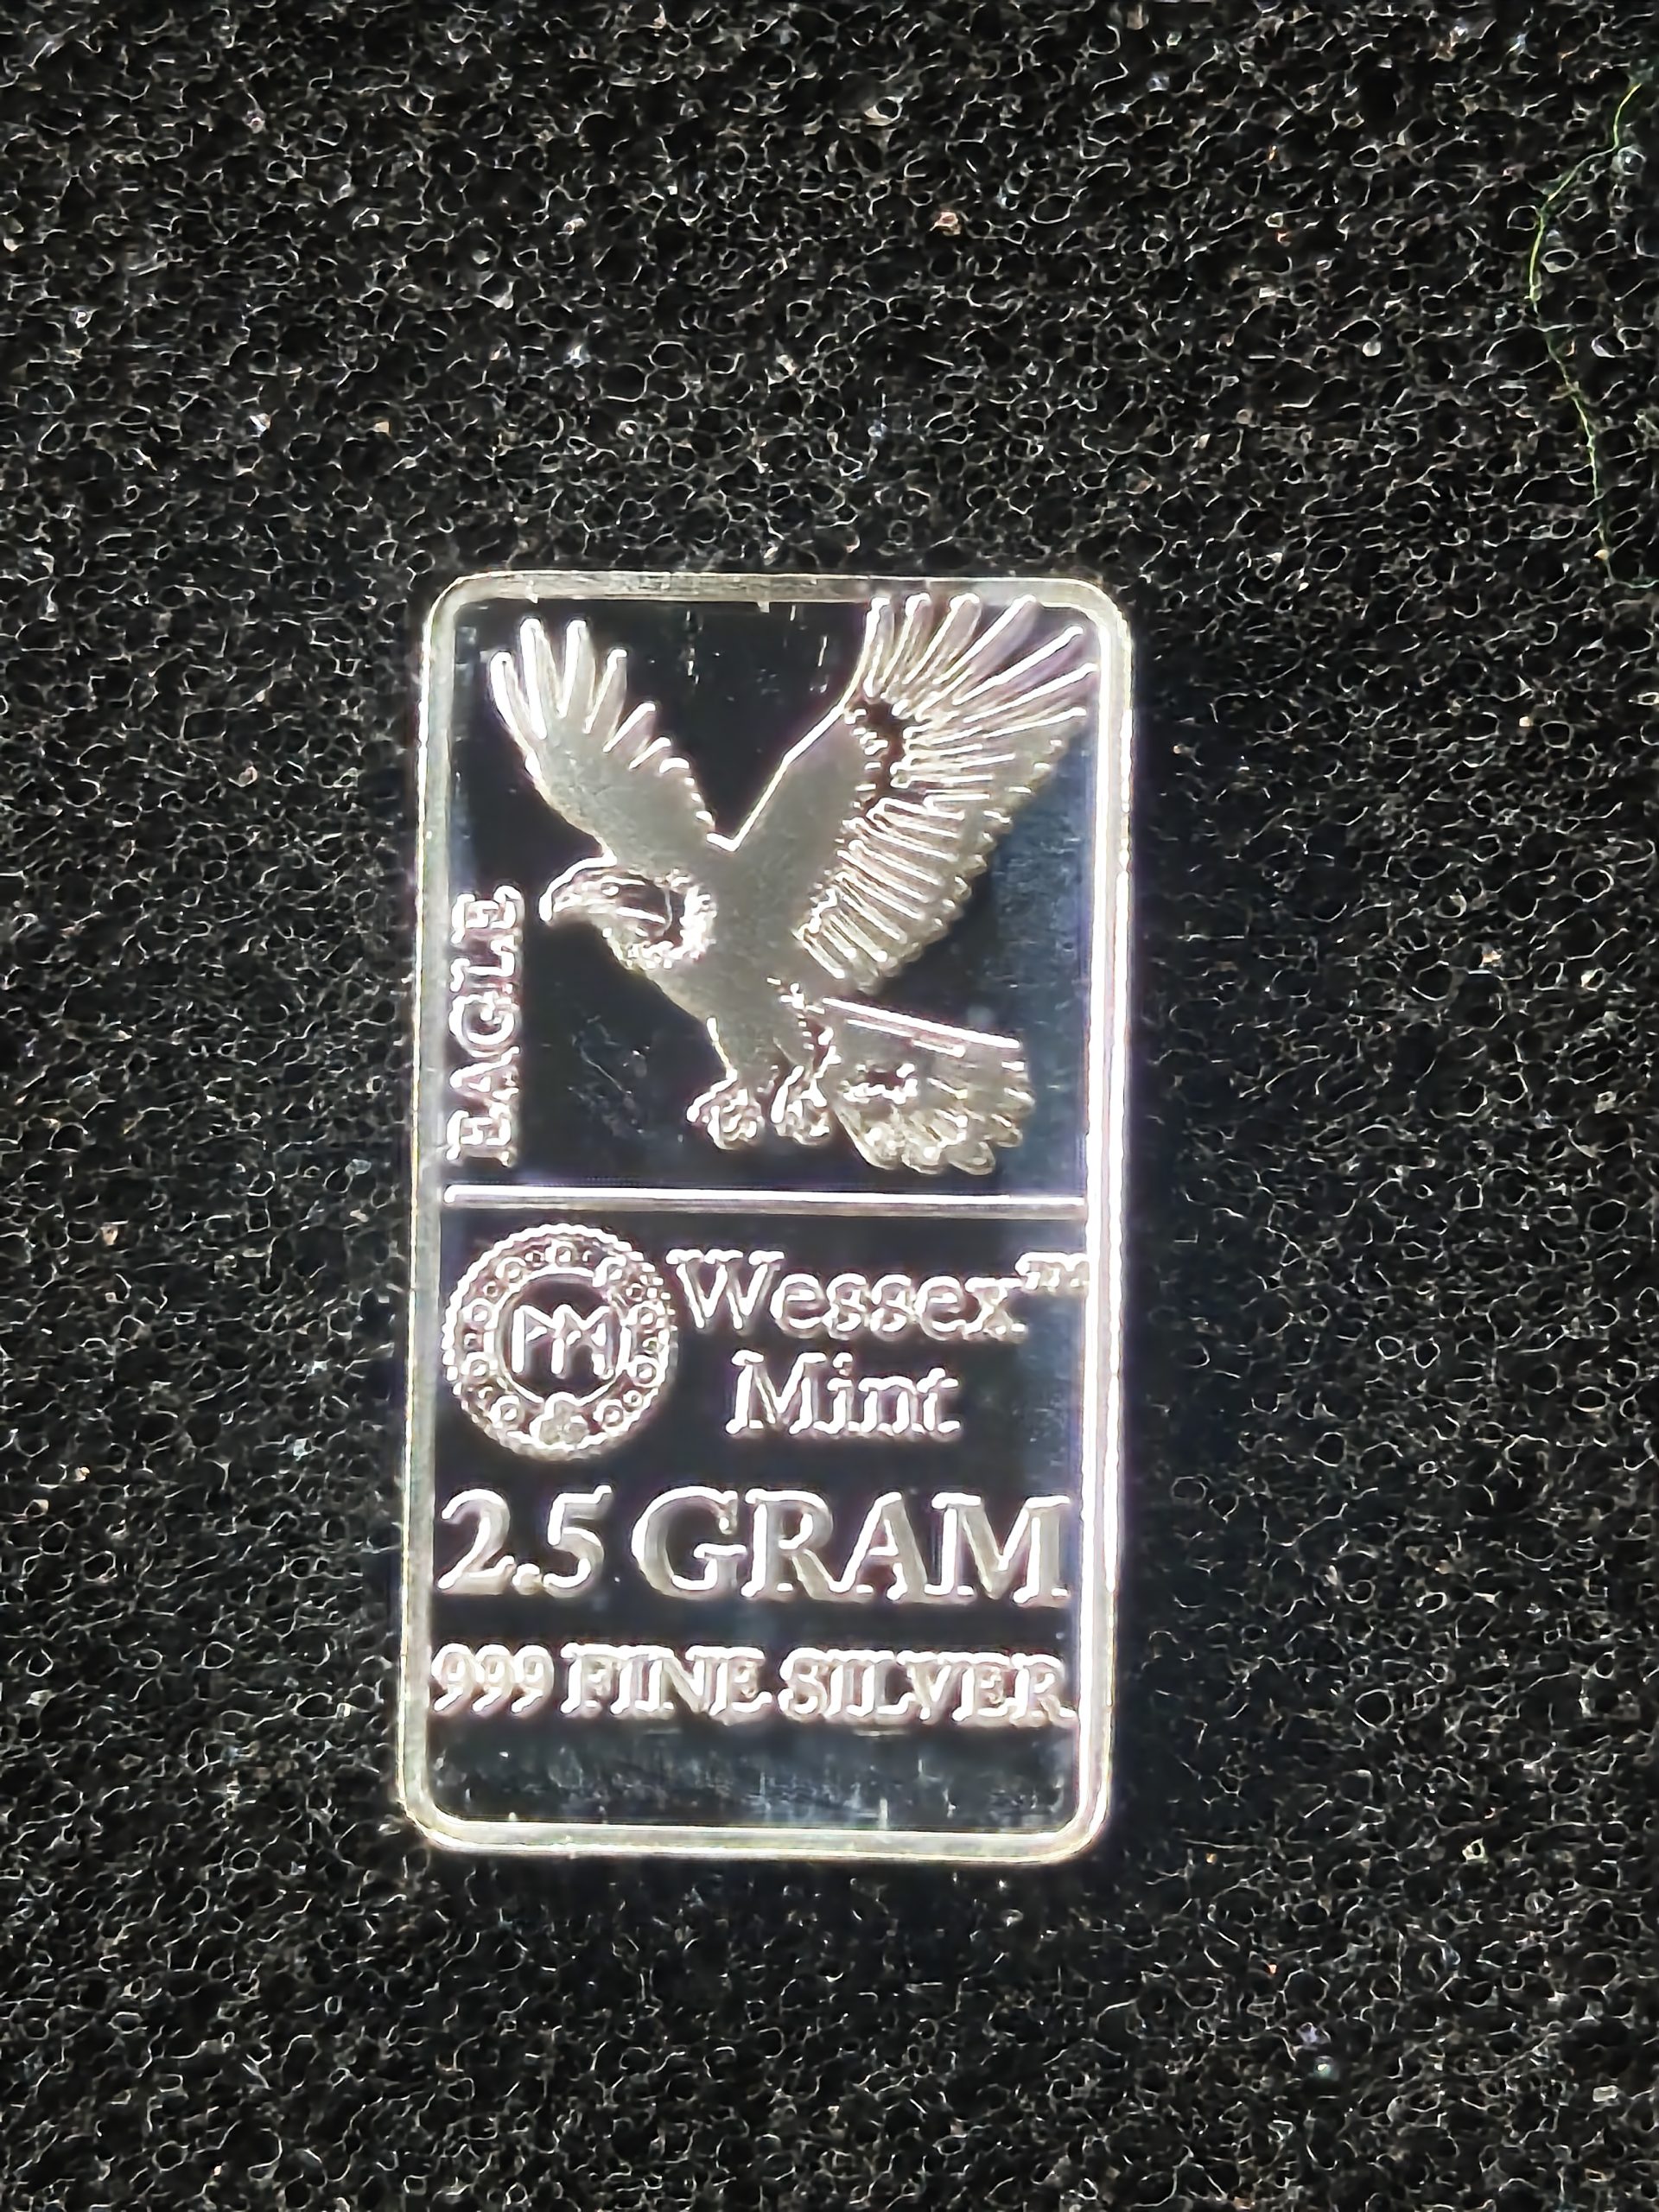 EAGLE
Wessex™
Mint
2.5 GRAM
999 FINE SILVER